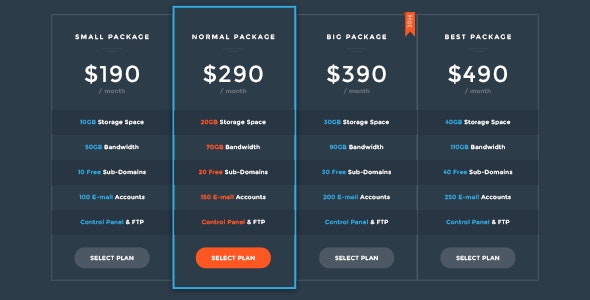 SMALL PACKAGE
$190
/ month
10GB Storage Space
50GB Bandwidth
10 Free Sub-Domains
100 E-mail Accounts
Control Panel & FTP
SELECT PLAN
NORMAL PACKAGE
$290
/ month
20GB Storage Space
70GB Bandwidth
20 Free Sub-Domains
150 E-mail Accounts
Control Panel & FTP
SELECT PLAN
Hot
BIG PACKAGE
$390
/ month
30GB Storage Space
90GB Bandwidth
30 Free Sub-Domains
200 E-mail Accounts
Control Panel & FTP
SELECT PLAN
BEST PACKAGE
$490
/ month
40GB Storage Space
110GB Bandwidth
40 Free Sub-Domains
250 E-mail Accounts
Control Panel & FTP
SELECT PLAN